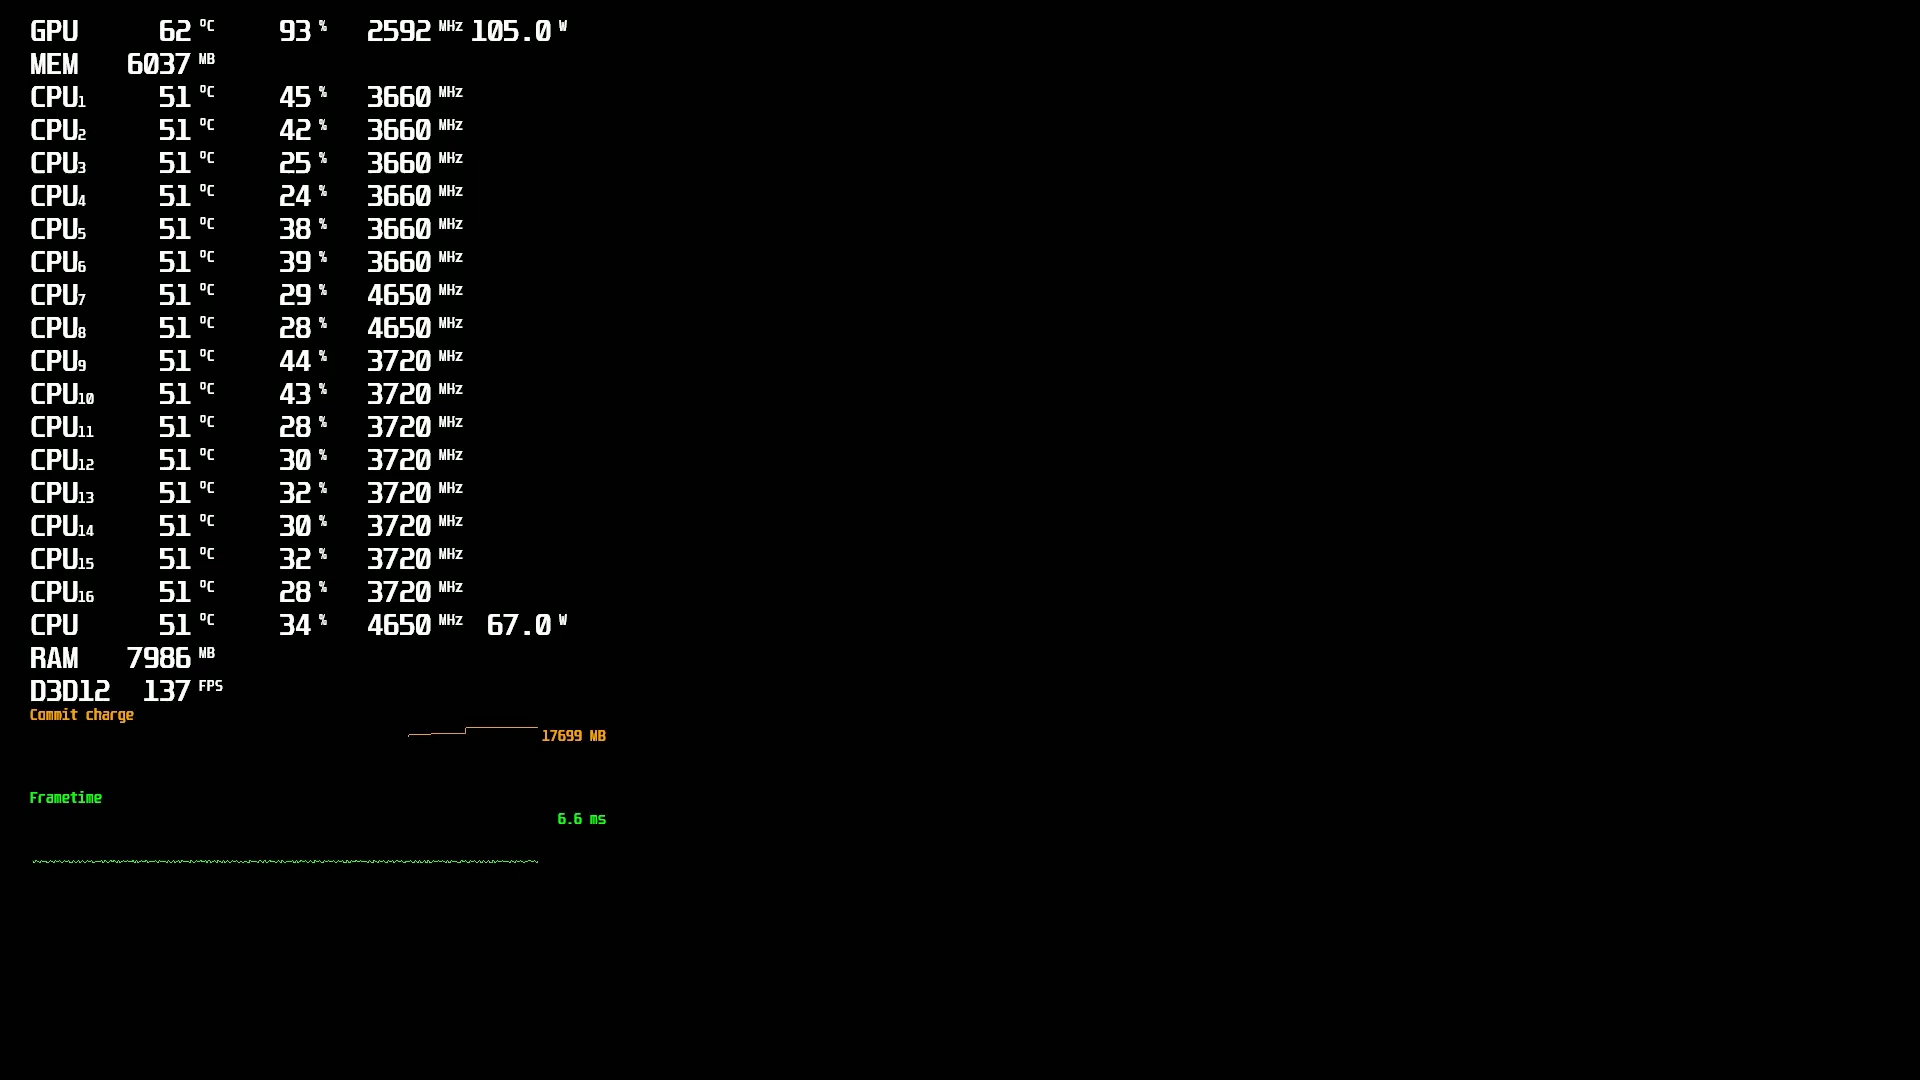 GPU 62 °C 93 % 2592 MHz 105.0 W
MEM 6037 MB
CPU1 51 °C 45 % 3660 MHz
CPU2 51 °C 42 % 3660 MHz
CPU3 51 °C 25 % 3660 MHz
CPU4 51 °C 24 % 3660 MHz
CPU5 51 °C 38 % 3660 MHz
CPU6 51 °C 39 % 3660 MHz
CPU7 51 °C 29 % 4650 MHz
CPU8 51 °C 28 % 4650 MHz
CPU9 51 °C 44 % 3720 MHz
CPU10 51 °C 43 % 3720 MHz
CPU11 51 °C 28 % 3720 MHz
CPU12 51 °C 30 % 3720 MHz
CPU13 51 °C 32 % 3720 MHz
CPU14 51 °C 30 % 3720 MHz
CPU15 51 °C 32 % 3720 MHz
CPU16 51 °C 28 % 3720 MHz
CPU 51 °C 34 % 4650 MHz 67.0 W
RAM 7986 MB
D3D12 137 FPS
Commit charge
17699 MB
Frametime
6.6 ms